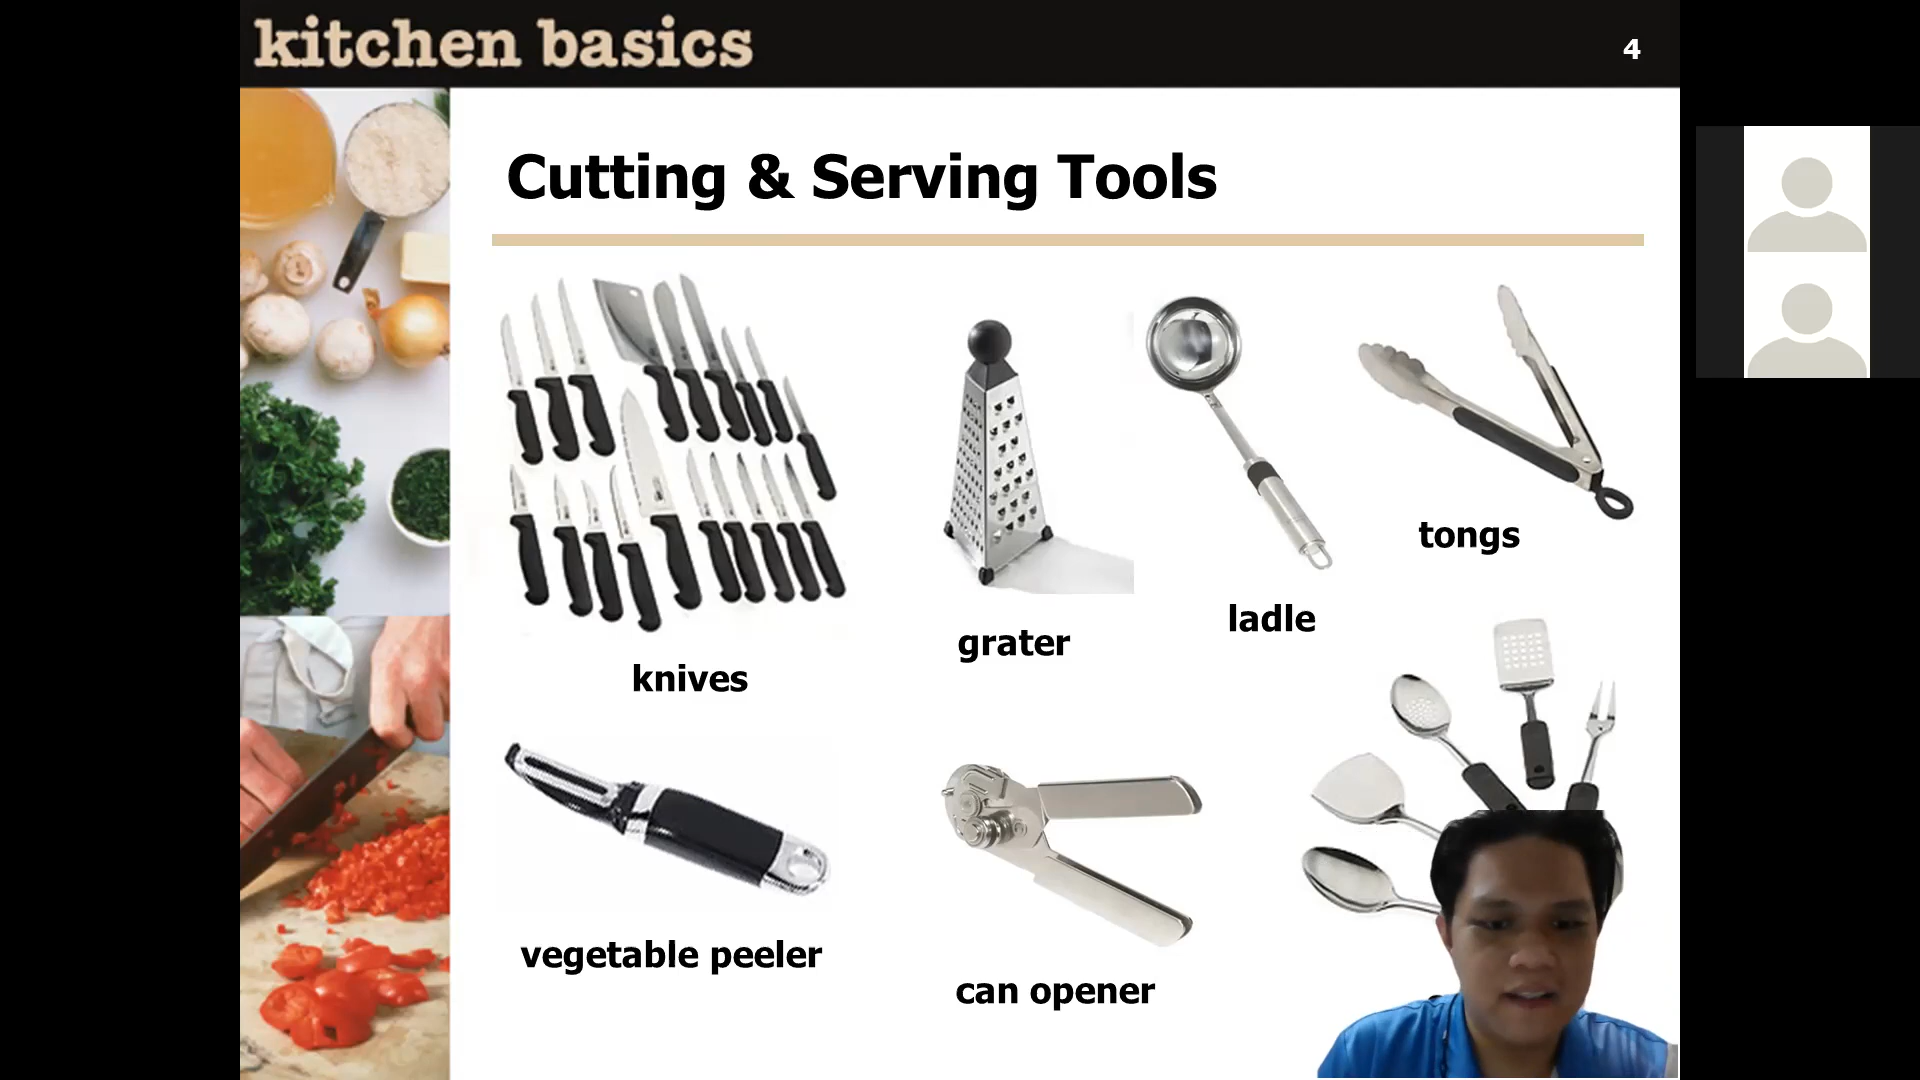 kitchen basics
4
Cutting & Serving Tools
tongs
ladle
grater
knives
vegetable peeler
can opener